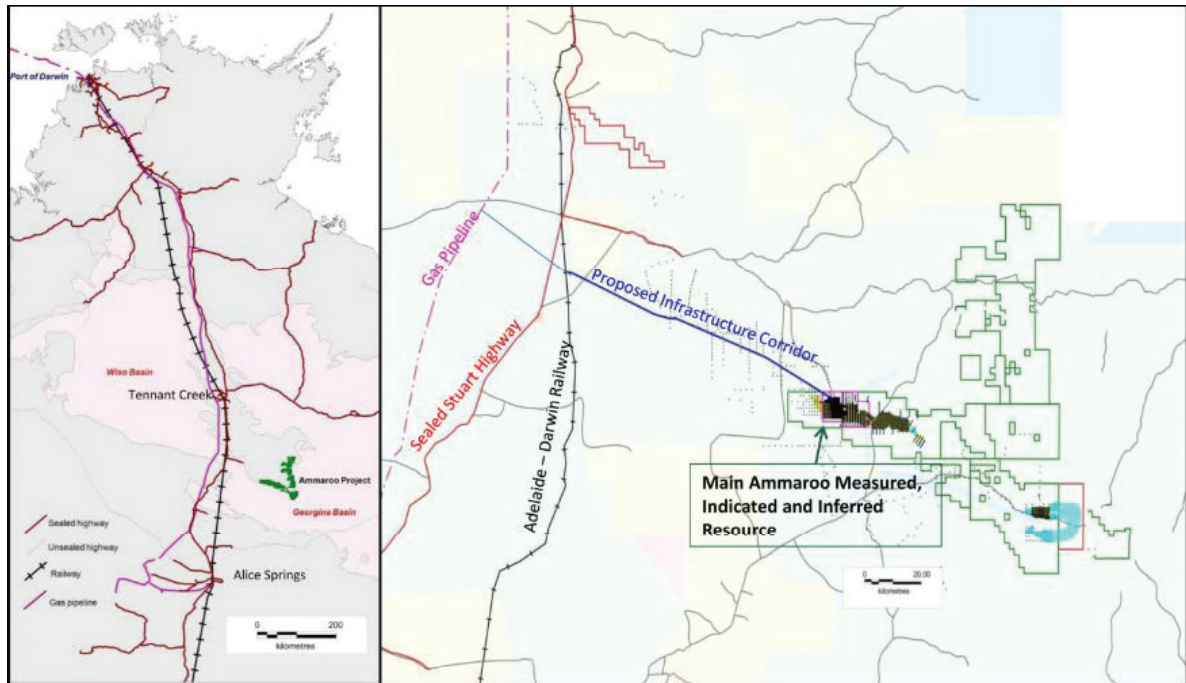 Port of Darwin
Wiso Basin
Tennant Creek
Ammaroo Project
Georgina Basin
Sealed highway
Unsealed highway
Railway
Gas pipeline
Alice Springs
0 200
kilometres
Gas Pipeline
Sealed Stuart Highway
Adelaide – Darwin Railway
Proposed Infrastructure Corridor
Main Ammaroo Measured,
Indicated and Inferred
Resource
0 20.00
kilometres